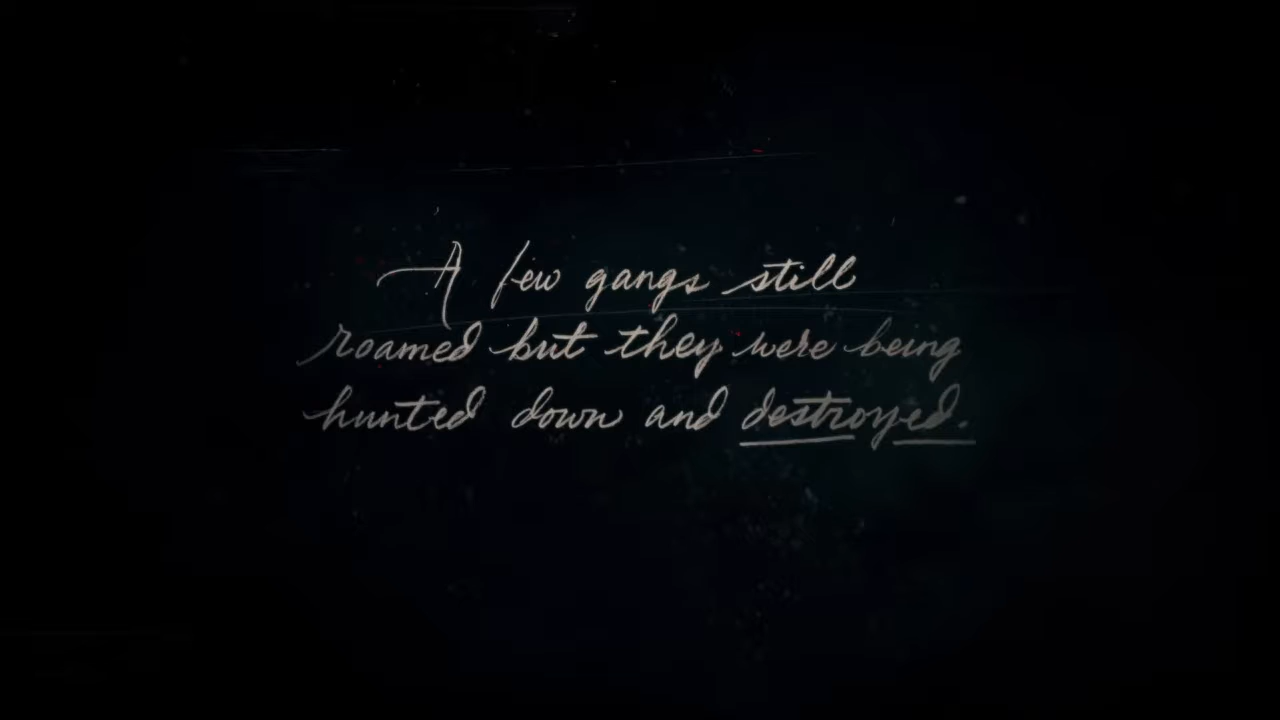 A few gangs still
roamed but they were being
hunted down and destroyed.